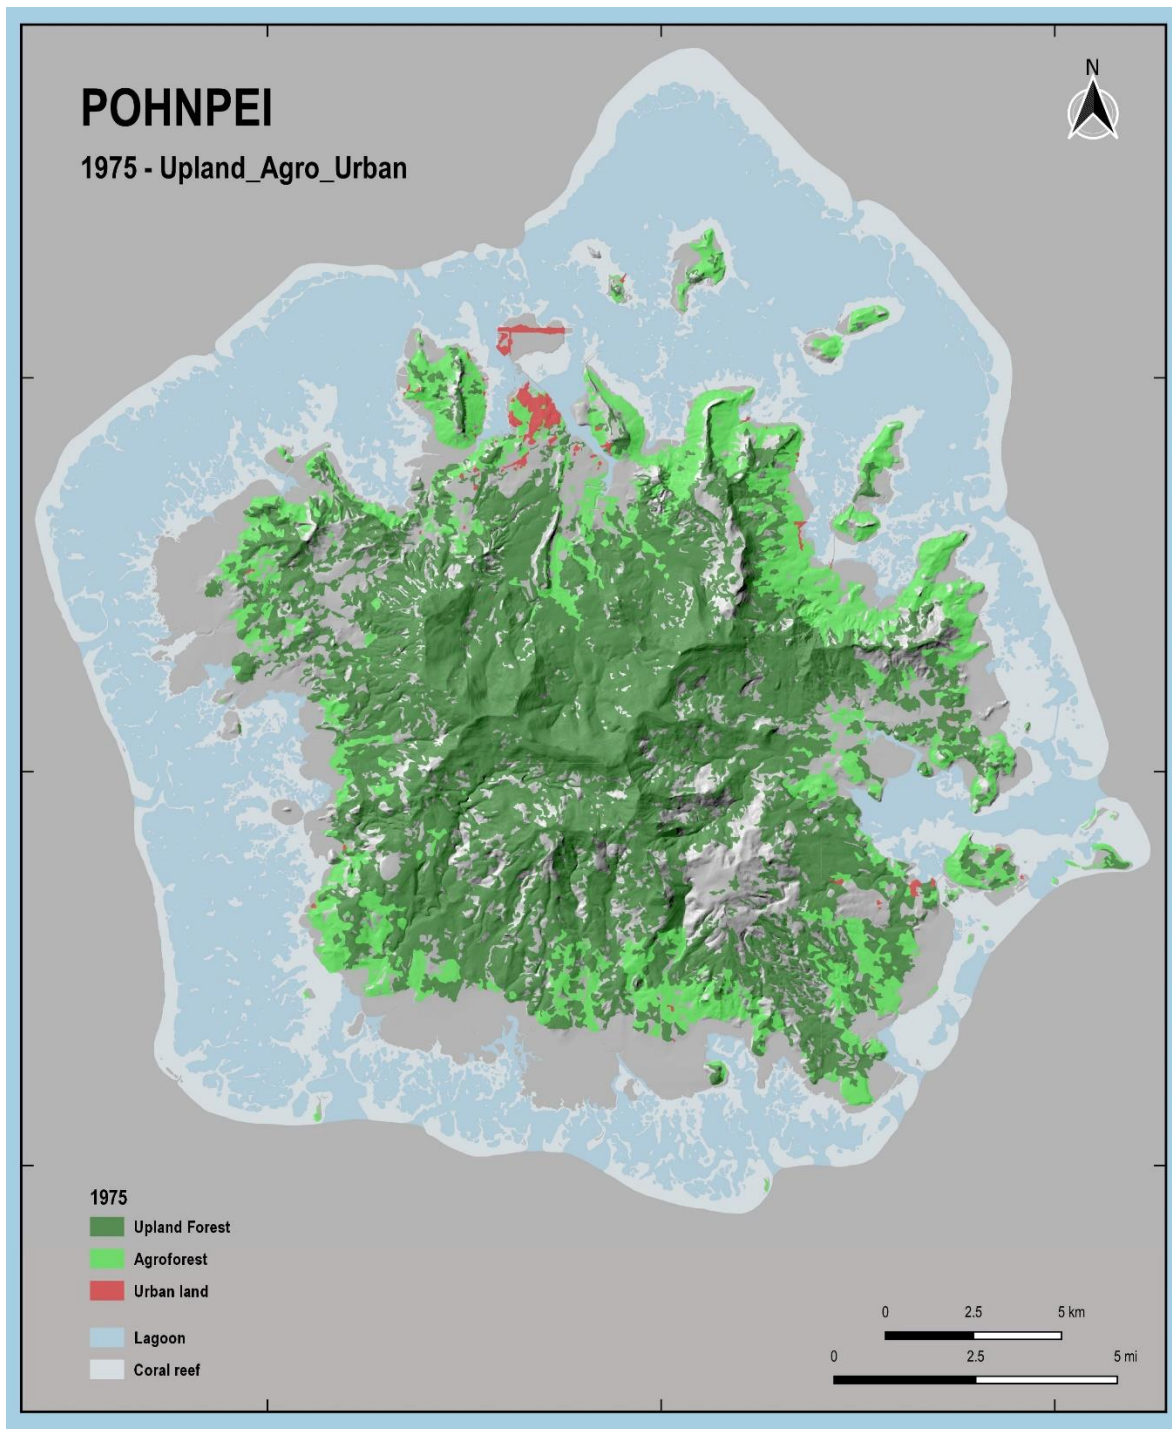 N
POHNPEI
1975 - Upland_Agro_Urban
1975
Upland Forest
Agroforest
Urban land
Lagoon
Coral reef
0 2.5 5 km
0 2.5 5 mi